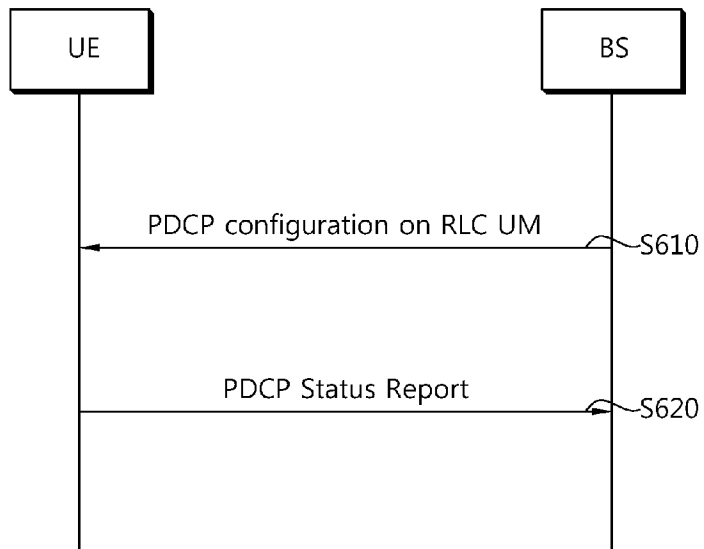 UE
BS
PDCP configuration on RLC UM
S610
PDCP Status Report
S620